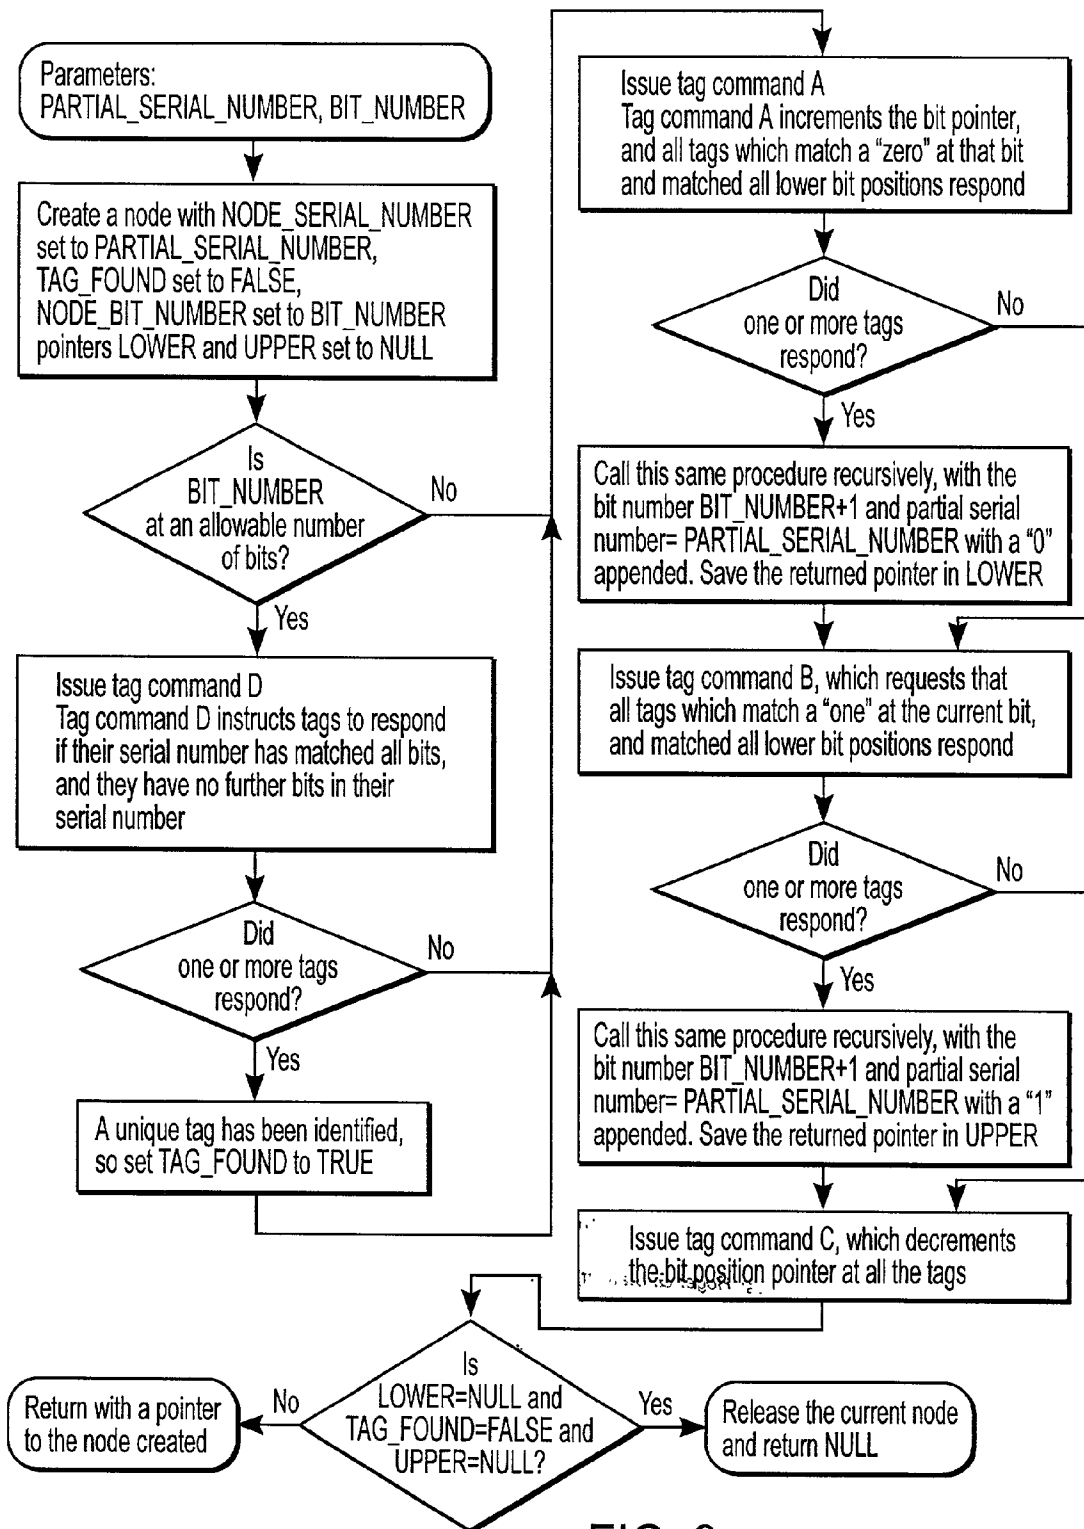 Parameters:
PARTIAL_SERIAL_NUMBER, BIT_NUMBER
Create a node with NODE_SERIAL_NUMBER
set to PARTIAL_SERIAL_NUMBER,
TAG_FOUND set to FALSE,
NODE_BIT_NUMBER set to BIT_NUMBER
pointers LOWER and UPPER set to NULL
Is
BIT_NUMBER
at an allowable number
of bits?
No
Yes
Issue tag command D
Tag command D instructs tags to respond
if their serial number has matched all bits,
and they have no further bits in their
serial number
Did
one or more tags
respond?
No
Yes
A unique tag has been identified,
so set TAG_FOUND to TRUE
Issue tag command A
Tag command A increments the bit pointer,
and all tags which match a “zero” at that bit
and matched all lower bit positions respond
Did
one or more tags
respond?
No
Yes
Call this same procedure recursively, with the
bit number BIT_NUMBER+1 and partial serial
number= PARTIAL_SERIAL_NUMBER with a “0”
appended. Save the returned pointer in LOWER
Issue tag command B, which requests that
all tags which match a “one” at the current bit,
and matched all lower bit positions respond
Did
one or more tags
respond?
No
Yes
Call this same procedure recursively, with the
bit number BIT_NUMBER+1 and partial serial
number= PARTIAL_SERIAL_NUMBER with a “1”
appended. Save the returned pointer in UPPER
Issue tag command C, which decrements
the bit position pointer at all the tags
Is
LOWER=NULL and
TAG_FOUND=FALSE and
UPPER=NULL?
No
Return with a pointer
to the node created
Yes
Release the current node
and return NULL